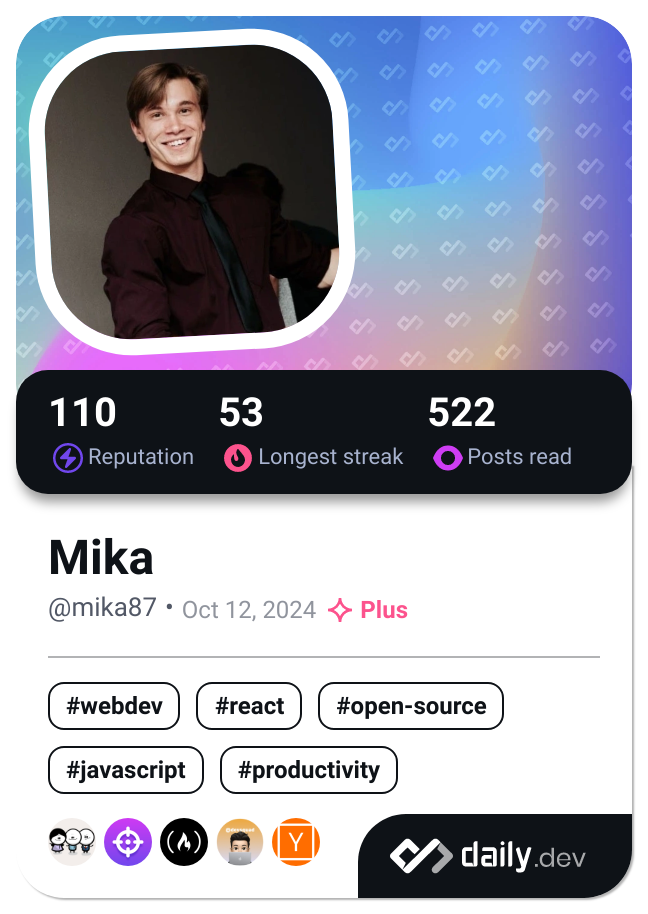 110 53 522
Reputation Longest streak Posts read
Mika
@mika87 • Oct 12, 2024 Plus
#webdev #react #open-source
#javascript #productivity
Y
daily.dev